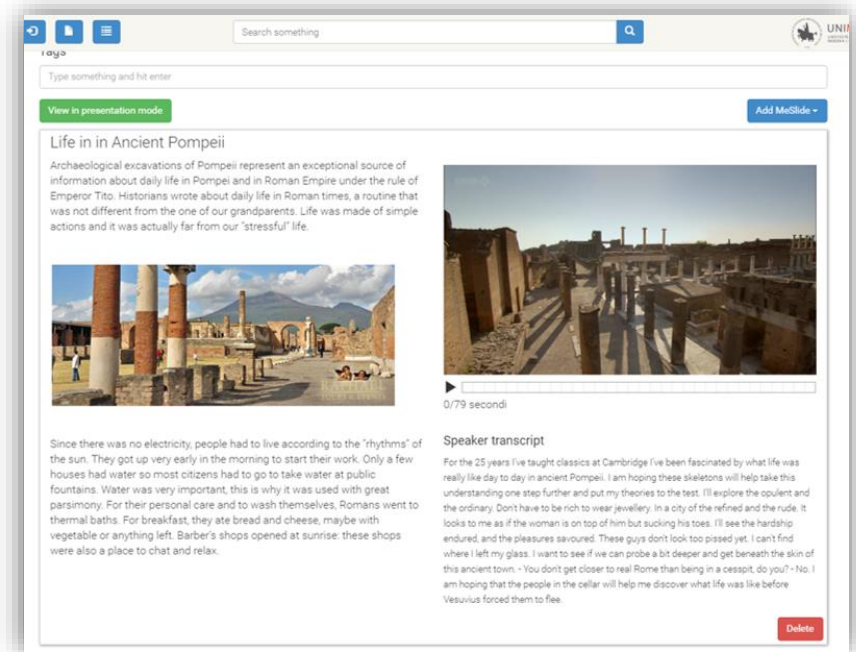 Search something
UNI
Tags
Type something and hit enter
View in presentation mode
Add MeSlide
Life in in Ancient Pompeii
Archaeological excavations of Pompeii represent an exceptional source of
information about daily life in Pompei and in Roman Empire under the rule of
Emperor Tito. Historians wrote about daily life in Roman times, a routine that
was not different from the one of our grandparents. Life was made of simple
actions and it was actually far from our "stressful" life.
Since there was no electricity, people had to live according to the "rhythms" of
the sun. They got up very early in the morning to start their work. Only a few
houses had water so most citizens had to go to take water at public
fountains. Water was very important, this is why it was used with great
parsimony. For their personal care and to wash themselves, Romans went to
thermal baths. For breakfast, they ate bread and cheese, maybe with
vegetable or anything left. Barber's shops opened at sunrise: these shops
were also a place to chat and relax.
0/79 secondi
Speaker transcript
For the 25 years I've taught classics at Cambridge I've been fascinated by what life was
really like day to day in ancient Pompeii. I am hoping these skeletons will help take this
understanding one step further and put my theories to the test. I'll explore the opulent and
the ordinary. Don't have to be rich to wear jewellery. In a city of the refined and the rude. It
looks to me as if the woman is on top of him but sucking his toes. I'll see the hardship
endured, and the pleasures savoured. These guys don't look too pissed yet. I can't find
where I left my glass. I want to see if we can probe a bit deeper and get beneath the skin of
this ancient town. - You don't get closer to real Rome than being in a cesspit, do you? - No. I
am hoping that the people in the cellar will help me discover what life was like before
Vesuvius forced them to flee.
Delete